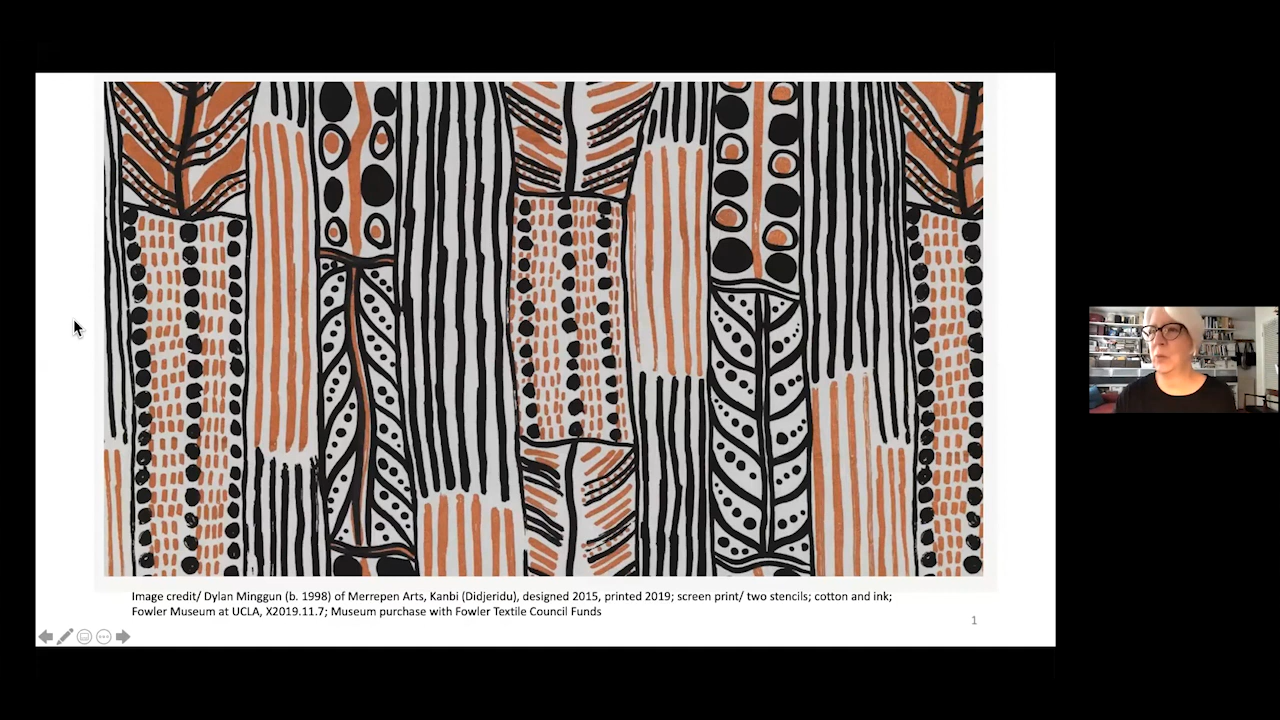 Image credit/ Dylan Minggun (b. 1998) of Merrepen Arts, Kanbi (Didjeridu), designed 2015, printed 2019; screen print/ two stencils; cotton and ink;
Fowler Museum at UCLA, X2019.11.7; Museum purchase with Fowler Textile Council Funds
1